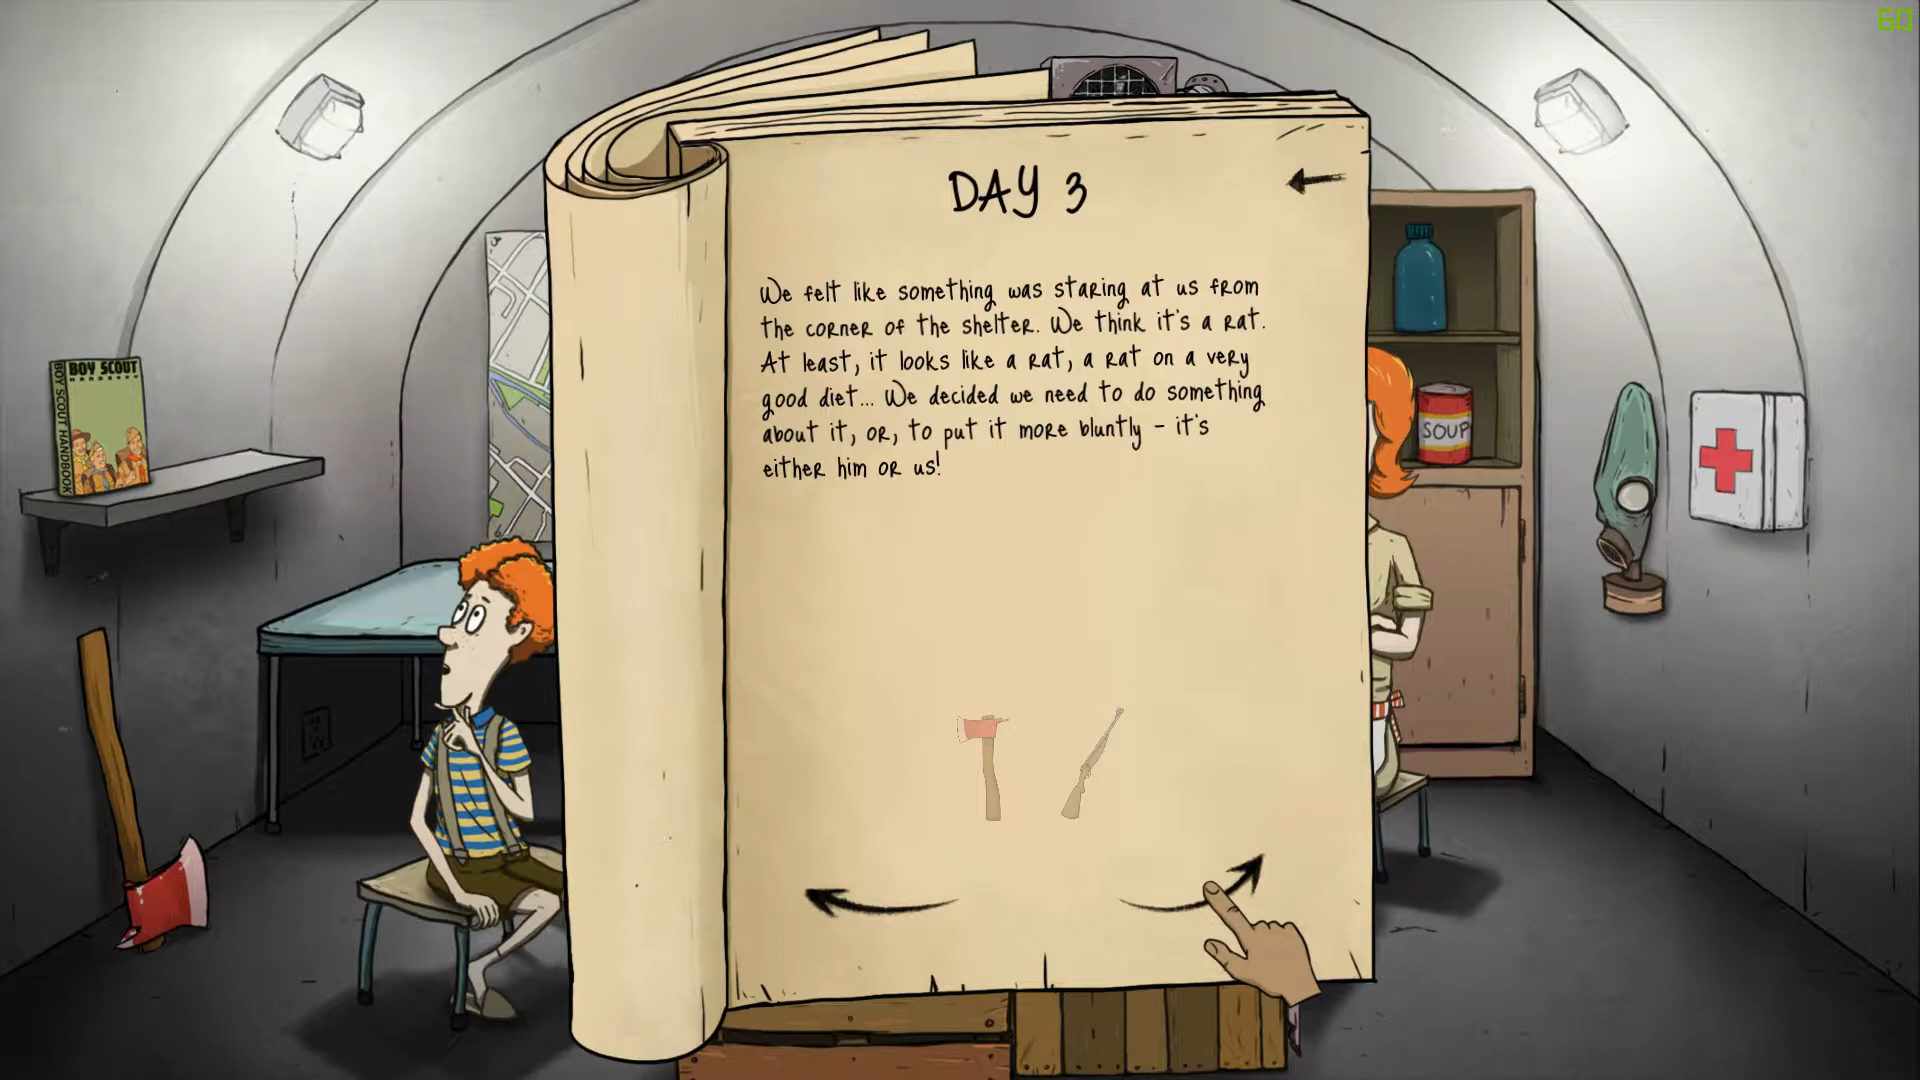 60
DAY 3
We felt like something was staring at us from
the corner of the shelter. We think it's a rat.
At least, it looks like a rat, a rat on a very
good diet... We decided we need to do something
about it, or, to put it more bluntly - it's
either him or us!
BOY SCOUT
HANDBOOK
BOY SCOUT HANDBOOK
SOUP